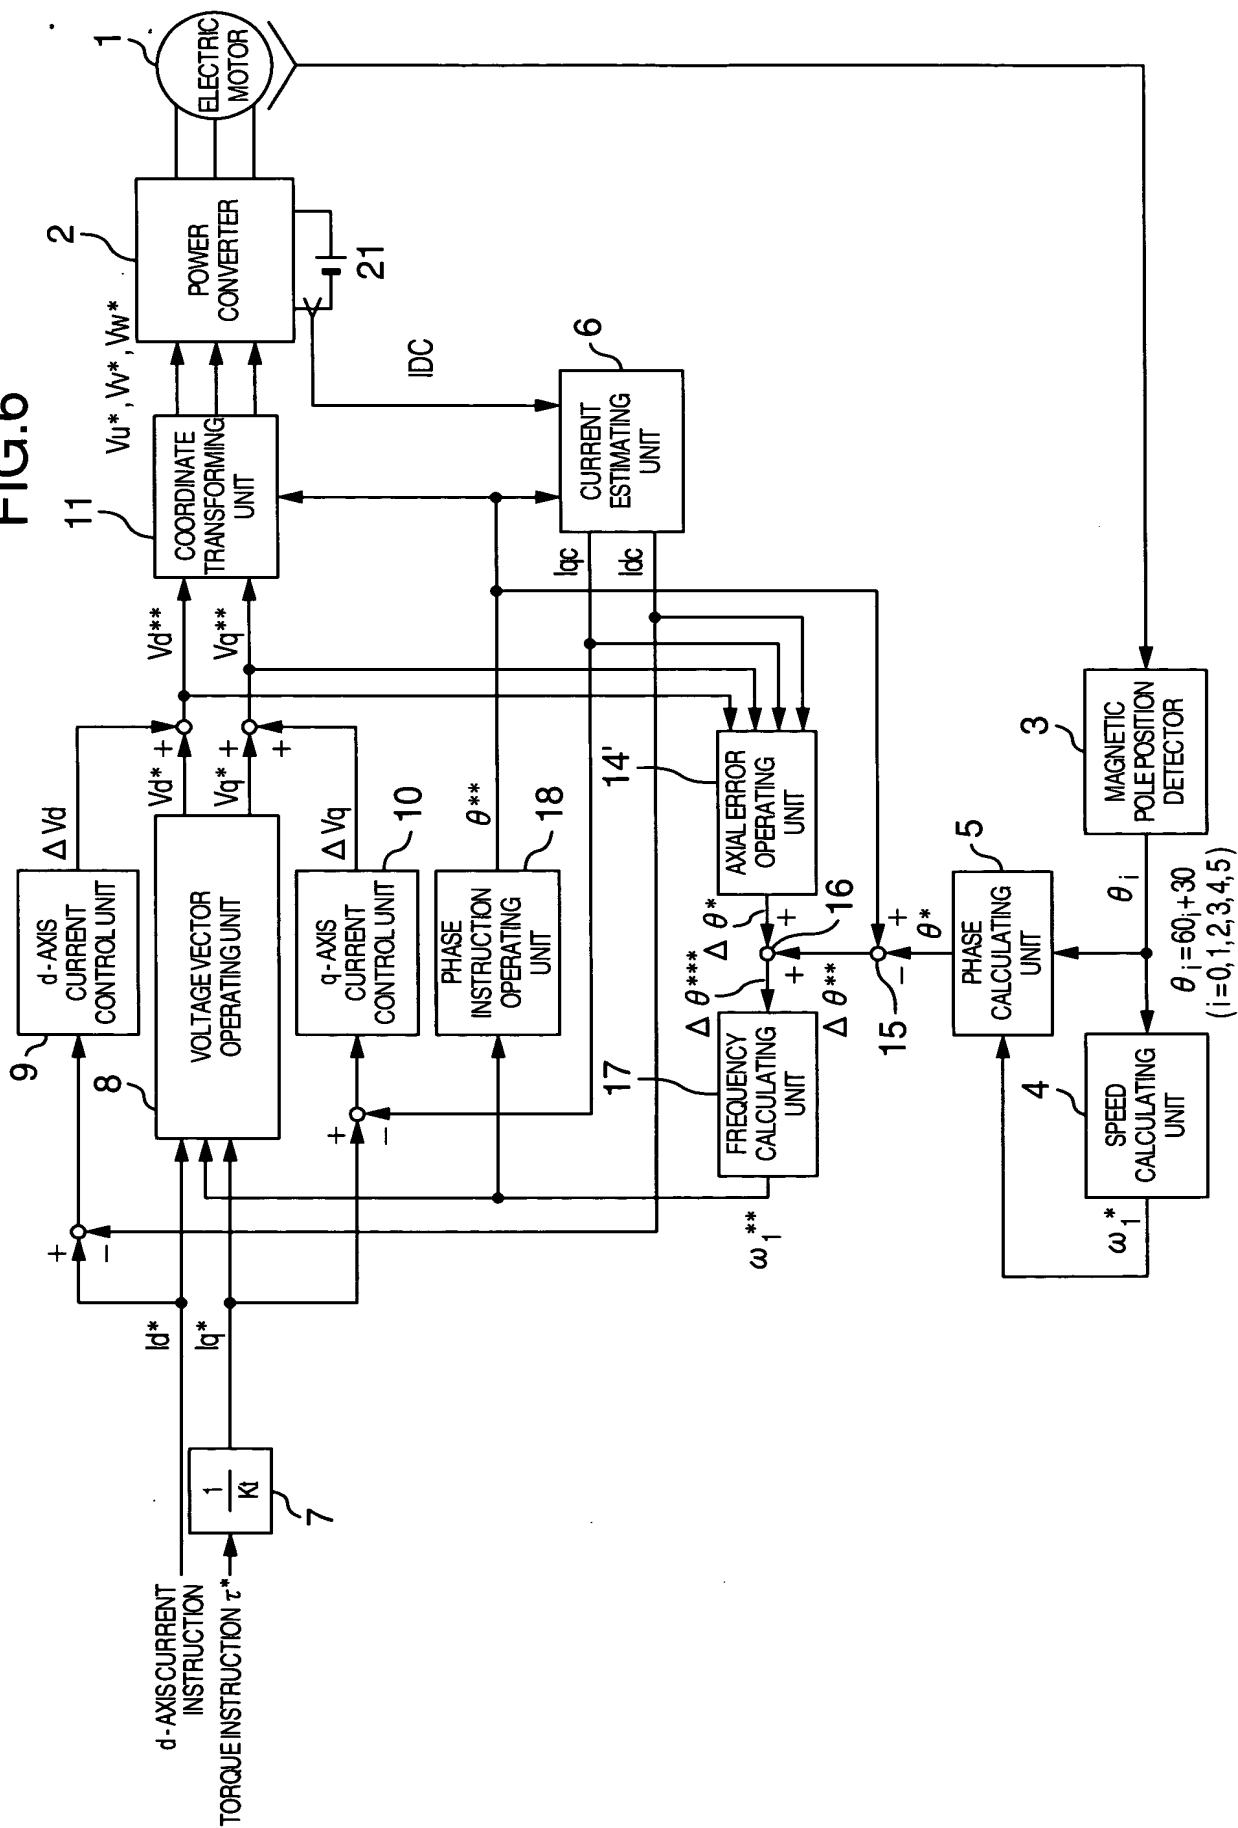 FIG.6
1
ELECTRIC
MOTOR
2
POWER
CONVERTER
21
Vu*, Vv*, Vw*
IDC
11
COORDINATE
TRANSFORMING
UNIT
6
CURRENT
ESTIMATING
UNIT
Iqc
Idc
Vd**
Vq**
+
+
+
+
Vd*
Vq*
ΔVd
ΔVq
9
d-AXIS
CURRENT
CONTROL UNIT
8
VOLTAGE VECTOR
OPERATING UNIT
10
q-AXIS
CURRENT
CONTROL UNIT
θ**
18
PHASE
INSTRUCTION
OPERATING
UNIT
14'
AXIAL ERROR
OPERATING
UNIT
Δθ*
+
16
+
Δθ***
Δθ**
+
−
15
θ*
17
FREQUENCY
CALCULATING
UNIT
ω1**
5
PHASE
CALCULATING
UNIT
3
MAGNETIC
POLE POSITION
DETECTOR
θi
θi=60i+30
(i=0,1,2,3,4,5)
4
SPEED
CALCULATING
UNIT
ω1*
+
−
+
−
Id*
Iq*
1
Kt
7
d-AXIS CURRENT
INSTRUCTION
TORQUE INSTRUCTION τ*